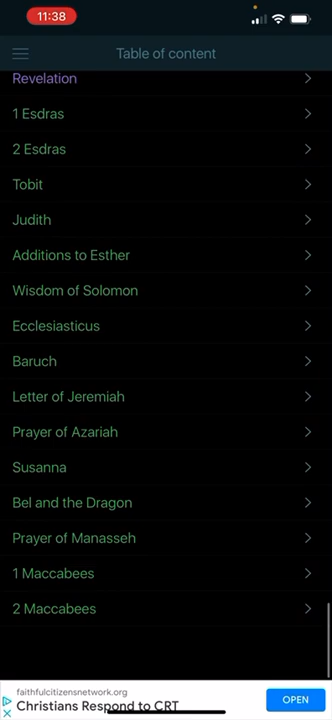 11:38
Table of content
Revelation
1 Esdras
2 Esdras
Tobit
Judith
Additions to Esther
Wisdom of Solomon
Ecclesiasticus
Baruch
Letter of Jeremiah
Prayer of Azariah
Susanna
Bel and the Dragon
Prayer of Manasseh
1 Maccabees
2 Maccabees
faithfulcitizensnetwork.org
Christians Respond to CRT
OPEN